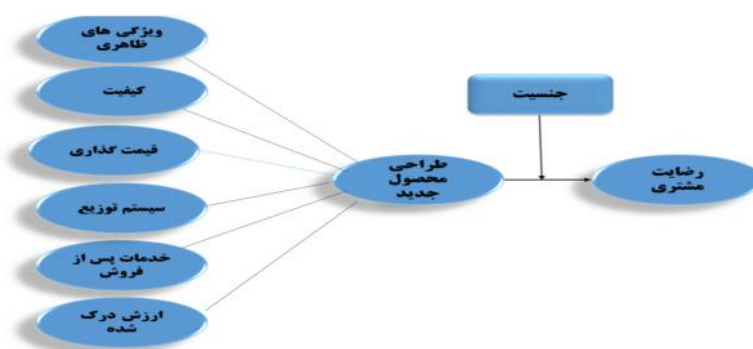 ویژگی های
ظاهری
کیفیت
قیمت گذاری
سیستم توزیع
خدمات پس از
فروش
ارزش درک
شده
طراحی
محصول
جدید
جنسیت
رضایت
مشتری